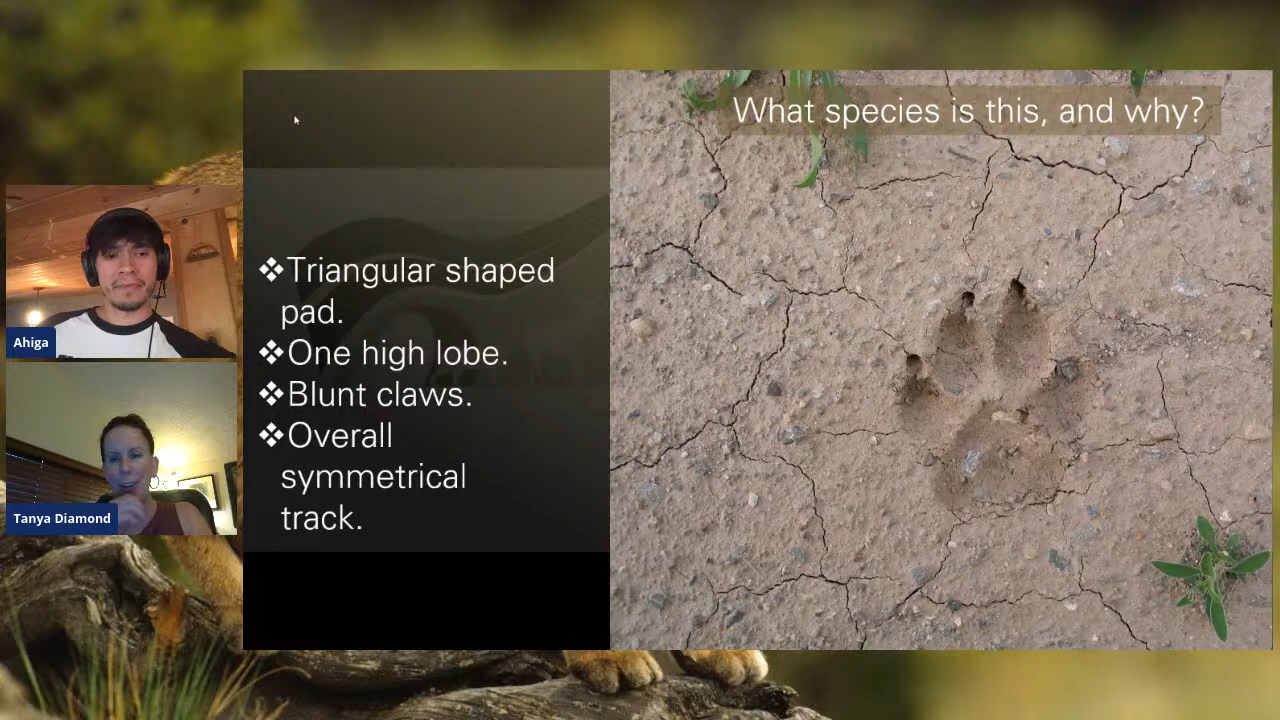 What species is this, and why?
❖Triangular shaped
pad.
❖One high lobe.
❖Blunt claws.
❖Overall
symmetrical
track.
Ahiga
Tanya Diamond